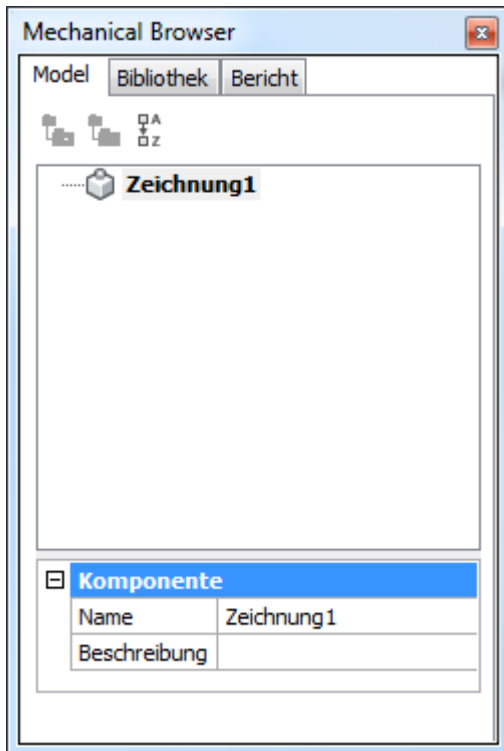 Mechanical Browser
Model Bibliothek Bericht
A
Z
Zeichnung1
Komponente
Name Zeichnung1
Beschreibung